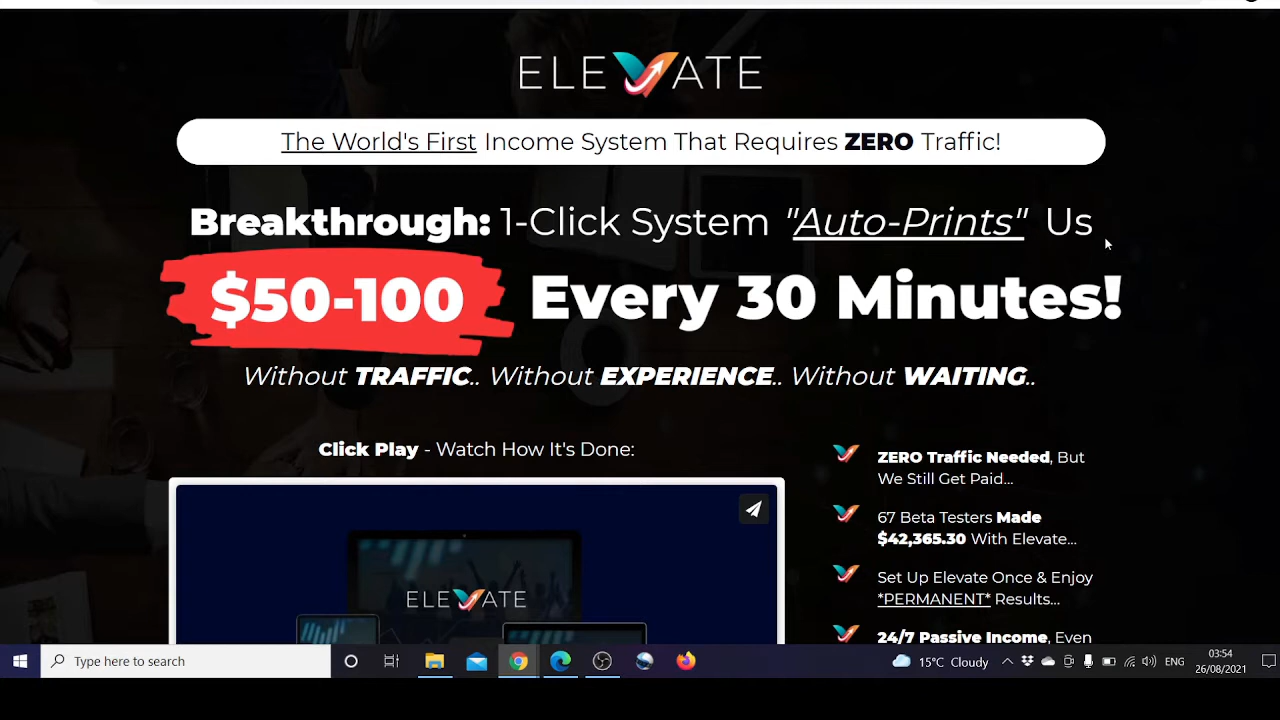 ELEVATE
The World's First Income System That Requires ZERO Traffic!
Breakthrough: 1-Click System "Auto-Prints" Us
$50-100 Every 30 Minutes!
Without TRAFFIC.. Without EXPERIENCE.. Without WAITING..
Click Play - Watch How It's Done:
ELEVATE
ZERO Traffic Needed, But
We Still Get Paid...
67 Beta Testers Made
$42,365.30 With Elevate...
Set Up Elevate Once & Enjoy
*PERMANENT* Results...
24/7 Passive Income, Even
Type here to search
15°C Cloudy
ENG
03:54
26/08/2021